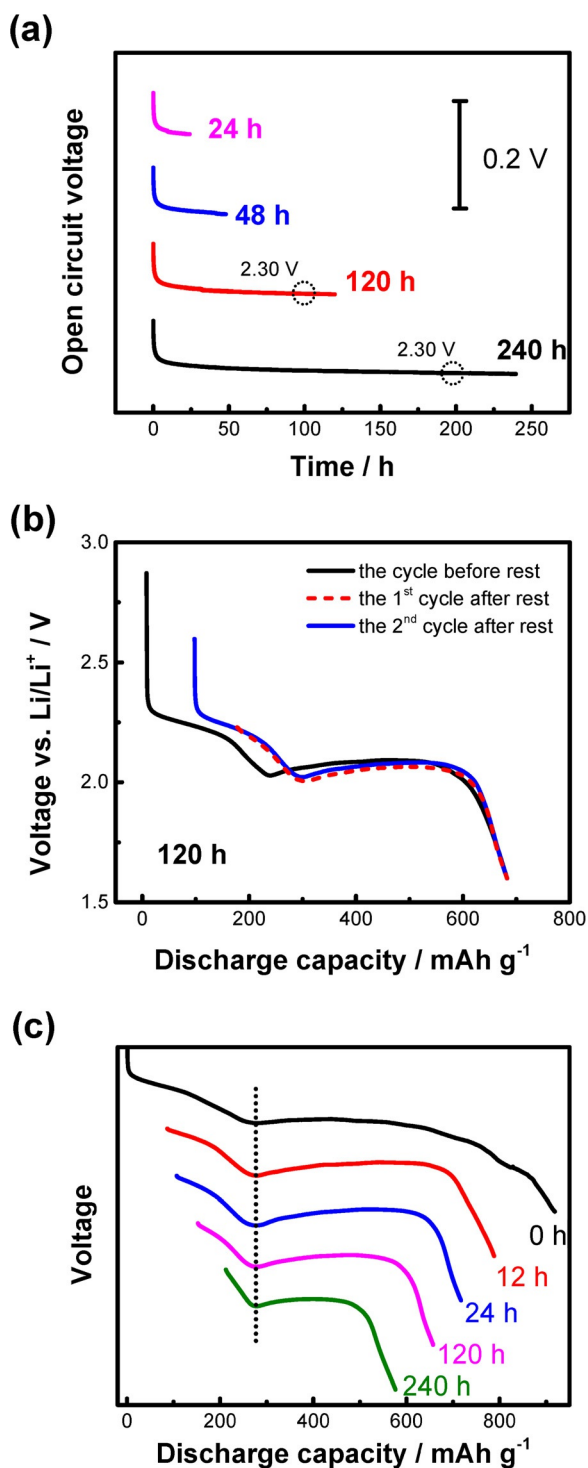 (a)
Open circuit voltage
24 h
48 h
0.2 V
2.30 V
120 h
2.30 V
240 h
0 50 100 150 200 250
Time / h
(b)
Voltage vs. Li/Li⁺ / V
3.0
2.5
2.0
1.5
the cycle before rest
the 1ˢᵗ cycle after rest
the 2ⁿᵈ cycle after rest
120 h
0 200 400 600 800
Discharge capacity / mAh g⁻¹
(c)
Voltage
0 h
12 h
24 h
120 h
240 h
0 200 400 600 800
Discharge capacity / mAh g⁻¹